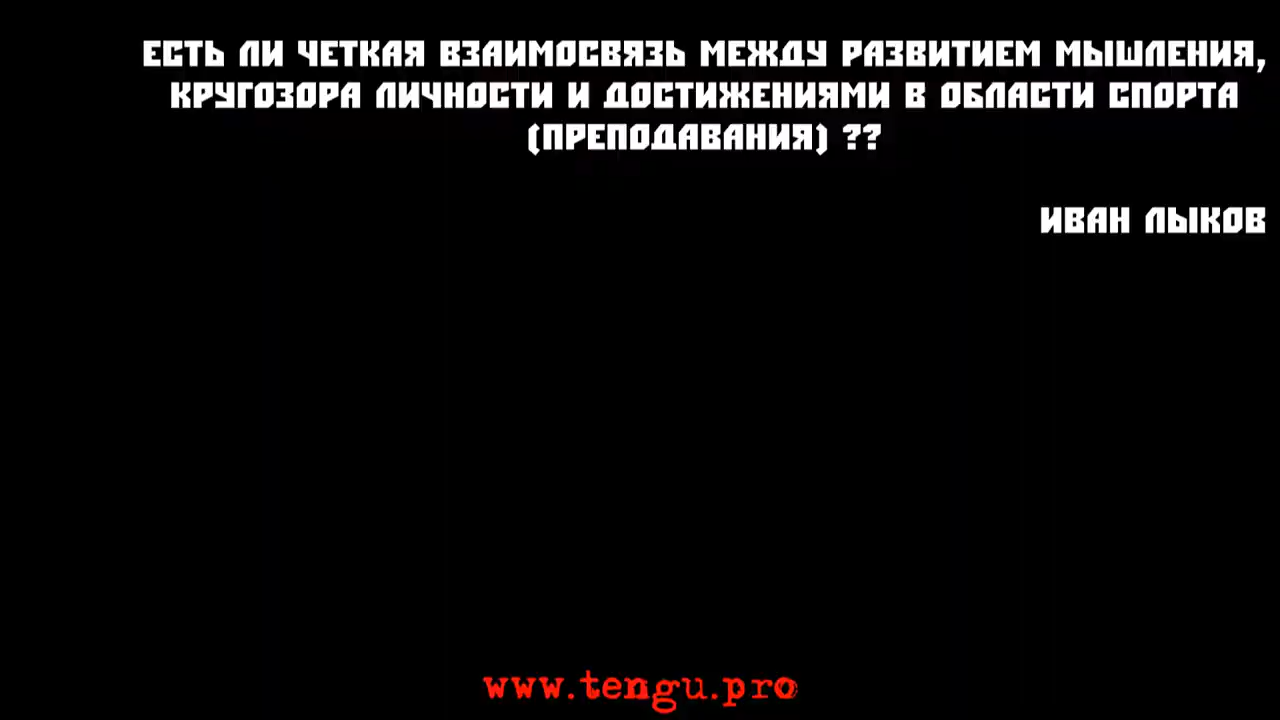 ЕСТЬ ЛИ ЧЕТКАЯ ВЗАИМОСВЯЗЬ МЕЖДУ РАЗВИТИЕМ МЫШЛЕНИЯ,
КРУГОЗОРА ЛИЧНОСТИ И ДОСТИЖЕНИЯМИ В ОБЛАСТИ СПОРТА
(ПРЕПОДАВАНИЯ) ??
ИВАН ЛЫКОВ
www.tengu.pro